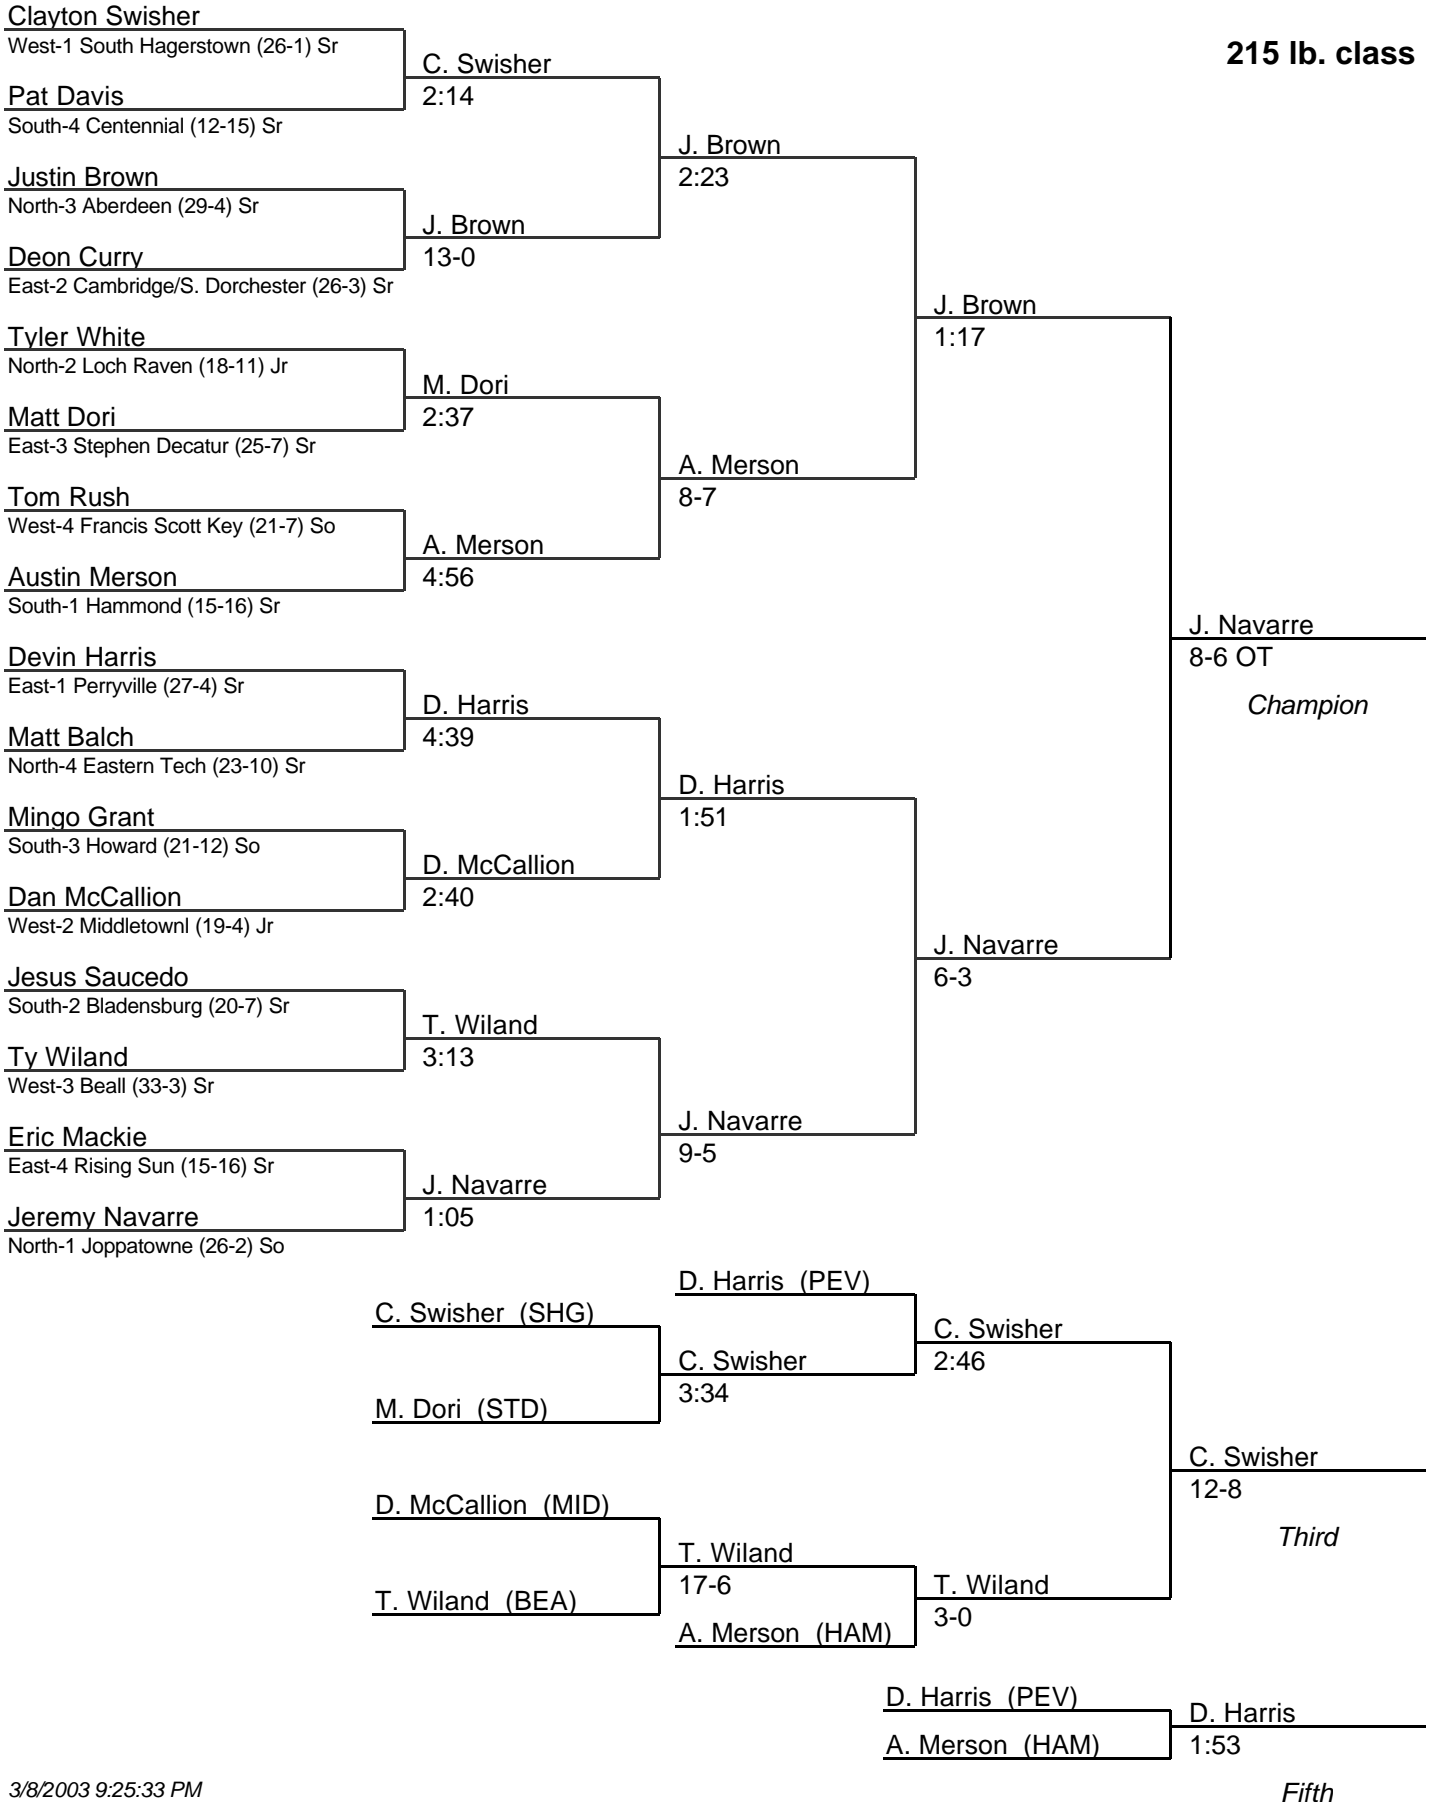 Clayton Swisher
West-1 South Hagerstown (26-1) Sr
215 lb. class
C. Swisher
2:14
Pat Davis
South-4 Centennial (12-15) Sr
J. Brown
2:23
Justin Brown
North-3 Aberdeen (29-4) Sr
J. Brown
13-0
Deon Curry
East-2 Cambridge/S. Dorchester (26-3) Sr
J. Brown
1:17
Tyler White
North-2 Loch Raven (18-11) Jr
M. Dori
2:37
Matt Dori
East-3 Stephen Decatur (25-7) Sr
A. Merson
8-7
Tom Rush
West-4 Francis Scott Key (21-7) So
A. Merson
4:56
Austin Merson
South-1 Hammond (15-16) Sr
J. Navarre
8-6 OT
Champion
Devin Harris
East-1 Perryville (27-4) Sr
D. Harris
4:39
Matt Balch
North-4 Eastern Tech (23-10) Sr
D. Harris
1:51
Mingo Grant
South-3 Howard (21-12) So
D. McCallion
2:40
Dan McCallion
West-2 Middletownl (19-4) Jr
J. Navarre
6-3
Jesus Saucedo
South-2 Bladensburg (20-7) Sr
T. Wiland
3:13
Ty Wiland
West-3 Beall (33-3) Sr
J. Navarre
9-5
Eric Mackie
East-4 Rising Sun (15-16) Sr
J. Navarre
1:05
Jeremy Navarre
North-1 Joppatowne (26-2) So
D. Harris (PEV)
C. Swisher (SHG)
C. Swisher
2:46
C. Swisher
3:34
M. Dori (STD)
C. Swisher
12-8
Third
D. McCallion (MID)
T. Wiland
17-6
T. Wiland
3-0
T. Wiland (BEA)
A. Merson (HAM)
D. Harris (PEV)
D. Harris
1:53
A. Merson (HAM)
Fifth
3/8/2003 9:25:33 PM